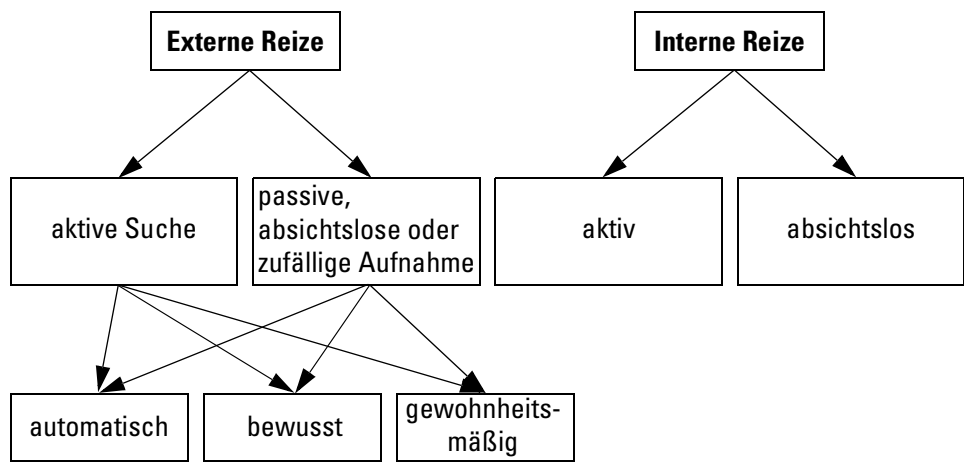 Externe Reize
Interne Reize
aktive Suche
passive,
absichtslose oder
zufällige Aufnahme
aktiv
absichtslos
automatisch
bewusst
gewohnheits-
mäßig